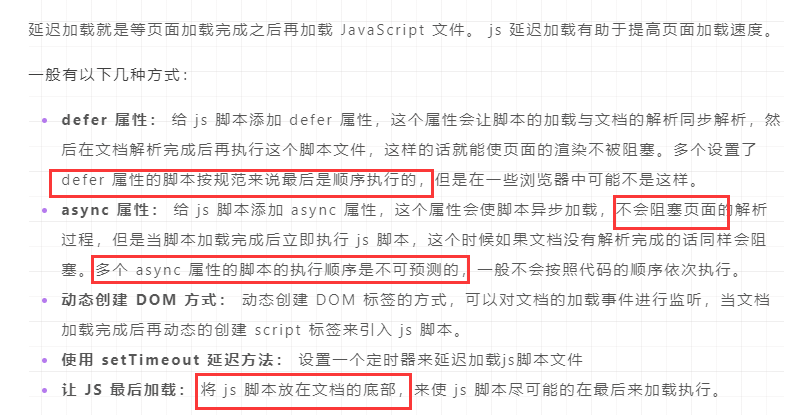 延迟加载就是等页面加载完成之后再加载 JavaScript 文件。 js 延迟加载有助于提高页面加载速度。
一般有以下几种方式：
• defer 属性： 给 js 脚本添加 defer 属性，这个属性会让脚本的加载与文档的解析同步解析，然
后在文档解析完成后再执行这个脚本文件，这样的话就能使页面的渲染不被阻塞。多个设置了
defer 属性的脚本按规范来说最后是顺序执行的，但是在一些浏览器中可能不是这样。
• async 属性： 给 js 脚本添加 async 属性，这个属性会使脚本异步加载，不会阻塞页面的解析
过程，但是当脚本加载完成后立即执行 js 脚本，这个时候如果文档没有解析完成的话同样会阻
塞。多个 async 属性的脚本的执行顺序是不可预测的，一般不会按照代码的顺序依次执行。
• 动态创建 DOM 方式： 动态创建 DOM 标签的方式，可以对文档的加载事件进行监听，当文档
加载完成后再动态的创建 script 标签来引入 js 脚本。
• 使用 setTimeout 延迟方法： 设置一个定时器来延迟加载js脚本文件
• 让 JS 最后加载： 将 js 脚本放在文档的底部，来使 js 脚本尽可能的在最后来加载执行。